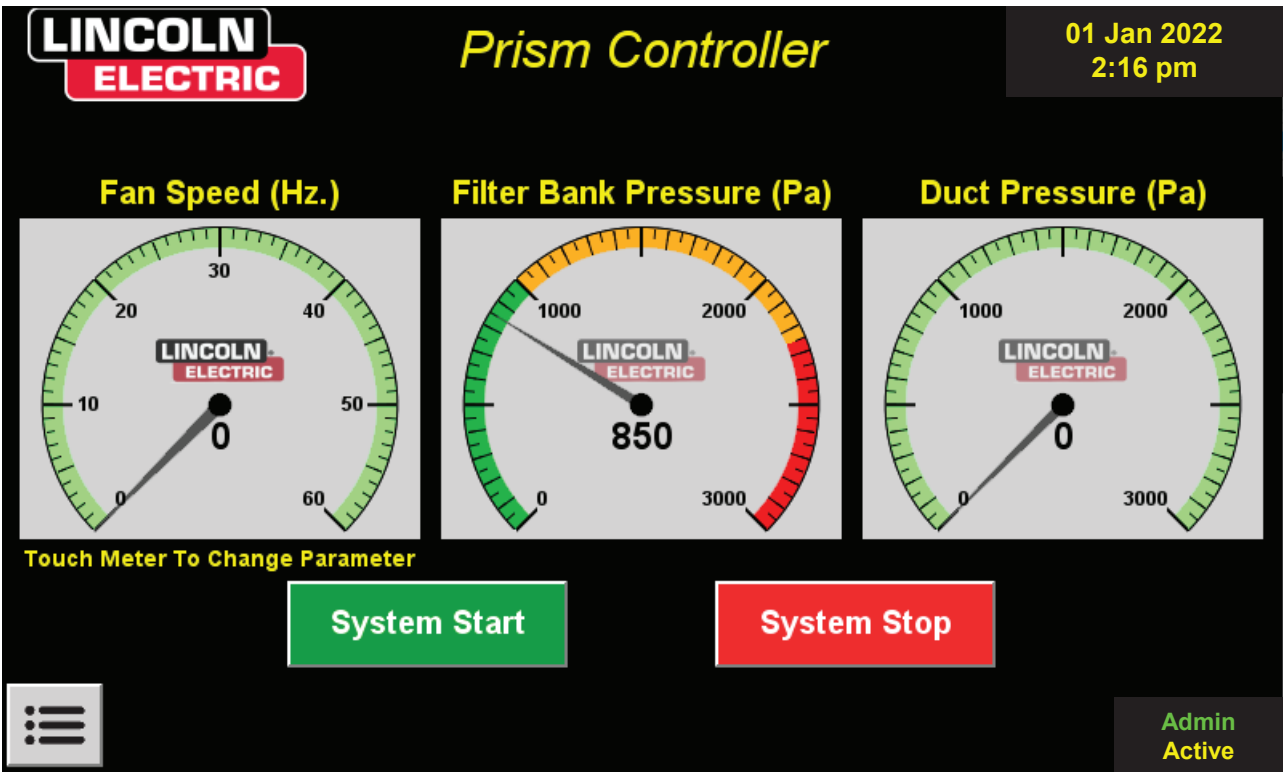 LINCOLN
ELECTRIC
Prism Controller
01 Jan 2022
2:16 pm
Fan Speed (Hz.)
Filter Bank Pressure (Pa)
Duct Pressure (Pa)
30
20
40
10
50
0
60
LINCOLN
ELECTRIC
0
1000
2000
0
3000
LINCOLN
ELECTRIC
850
1000
2000
0
3000
LINCOLN
ELECTRIC
0
Touch Meter To Change Parameter
System Start
System Stop
Admin
Active